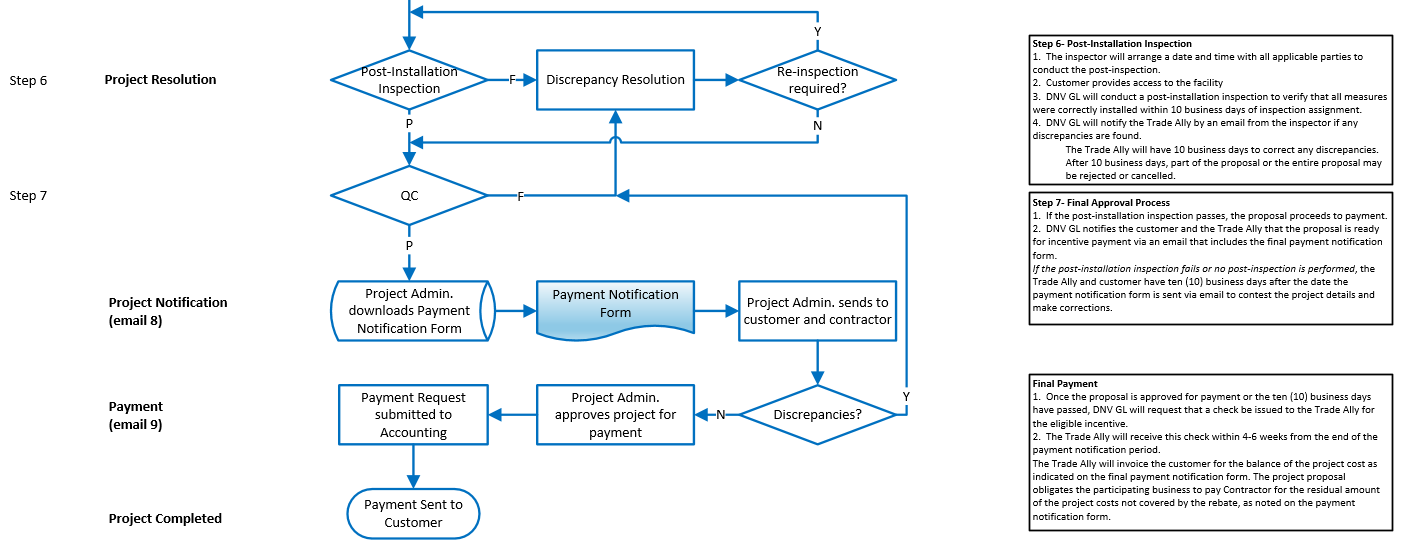 Y
Step 6
Project Resolution
Post-Installation
Inspection
F
Discrepancy Resolution
Re-inspection
required?
P
N
Step 7
QC
F
P
Project Notification
(email 8)
Project Admin.
downloads Payment
Notification Form
Payment Notification
Form
Project Admin. sends to
customer and contractor
Payment
(email 9)
Payment Request
submitted to
Accounting
Project Admin.
approves project for
payment
N
Discrepancies?
Y
Project Completed
Payment Sent to
Customer
Step 6- Post-Installation Inspection
1. The inspector will arrange a date and time with all applicable parties to
conduct the post-inspection.
2. Customer provides access to the facility
3. DNV GL will conduct a post-installation inspection to verify that all measures
were correctly installed within 10 business days of inspection assignment.
4. DNV GL will notify the Trade Ally by an email from the inspector if any
discrepancies are found.
The Trade Ally will have 10 business days to correct any discrepancies.
After 10 business days, part of the proposal or the entire proposal may
be rejected or cancelled.
Step 7- Final Approval Process
1. If the post-installation inspection passes, the proposal proceeds to payment.
2. DNV GL notifies the customer and the Trade Ally that the proposal is ready
for incentive payment via an email that includes the final payment notification
form.
If the post-installation inspection fails or no post-inspection is performed, the
Trade Ally and customer have ten (10) business days after the date the
payment notification form is sent via email to contest the project details and
make corrections.
Final Payment
1. Once the proposal is approved for payment or the ten (10) business days
have passed, DNV GL will request that a check be issued to the Trade Ally for
the eligible incentive.
2. The Trade Ally will receive this check within 4-6 weeks from the end of the
payment notification period.
The Trade Ally will invoice the customer for the balance of the project cost as
indicated on the final payment notification form. The project proposal
obligates the participating business to pay Contractor for the residual amount
of the project costs not covered by the rebate, as noted on the payment
notification form.